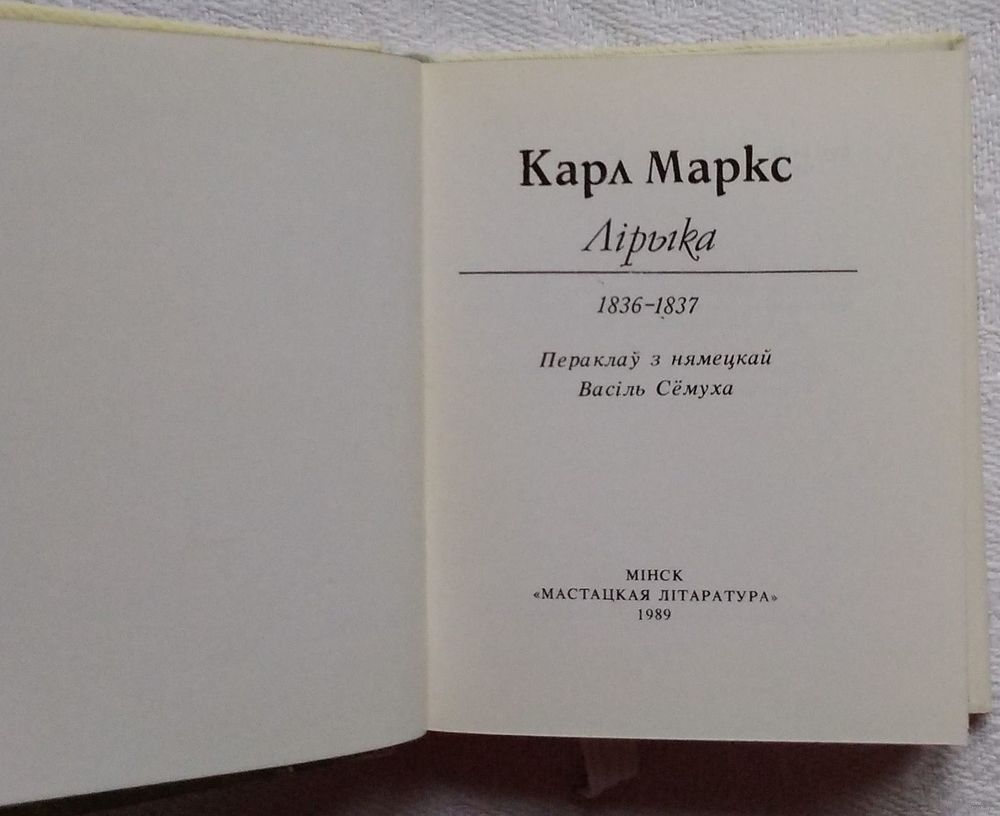 Карл Маркс
Лірыка
1836–1837
Пераклаў з нямецкай
Васіль Сёмуха
МІНСК
«МАСТАЦКАЯ ЛІТАРАТУРА»
1989